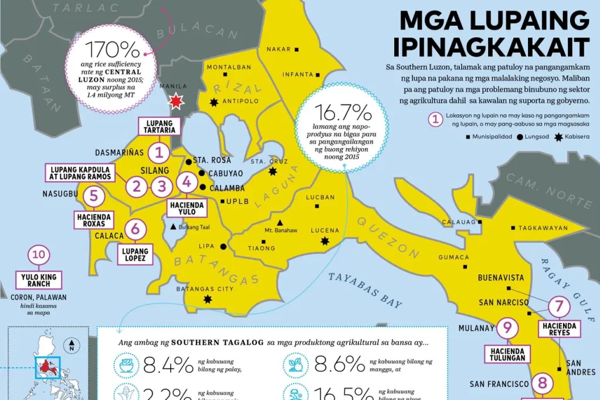 MGA LUPAING
IPINAGKAKAIT
Sa Southern Luzon, talamak ang patuloy na pangangamkam
ng lupa na pakana ng mga malalaking negosyo. Maliban
pa ang patuloy na mga problemang binubuno ng sektor
ng agrikultura dahil sa kawalan ng suporta ng gobyerno.
1 Lokasyon ng lupain na may kaso ng pangangamkam
ng lupain, o may pang-aabuso sa mga magsasaka
Munisipalidad Lungsod Kabisera
TARLAC
BULACAN
BATAAN
170%
ang rice sufficiency
rate ng CENTRAL
LUZON noong 2015;
may surplus na
1.4 milyong MT
NAKAR
MONTALBAN
INFANTA
RIZAL
MANILA
ANTIPOLO
16.7%
lamang ang napo-
prodyus na bigas para
sa pangangailangan
ng buong rehiyon
noong 2015
LUPANG
TARTARIA
1
DASMARIÑAS
STA. ROSA
STA. CRUZ
LUPANG KAPDULA
AT LUPANG RAMOS
SILANG
2
3
4
CABUYAO
CALAMBA
LAGUNA
NASUGBU
5
HACIENDA
ROXAS
HACIENDA
YULO
UPLB
LUCBAN
CAM. NORTE
CALAUAG
TAGKAWAYAN
CALACA
6
LUPANG
LOPEZ
Bulkang Taal
Mt. Banahaw
LUCENA
QUEZON
LIPA
TIAONG
GUMACA
10
YULO KING
RANCH
CORON, PALAWAN
hindi kasama
sa mapa
BATANGAS
BATANGAS CITY
TAYABAS BAY
BUENAVISTA
RAGAY GULF
SAN NARCISO
7
HACIENDA
REYES
MULANAY
9
HACIENDA
TULUNGAN
SAN
ANDRES
SAN FRANCISCO
8
N
Ang ambag ng SOUTHERN TAGALOG sa mga produktong agrikultural sa bansa ay...
8.4%
ng kabuuang
bilang ng palay,
8.6%
ng kabuuang bilang ng
mangga, at
2.2%
ng kabuuang
16.5%
ng kabuuang